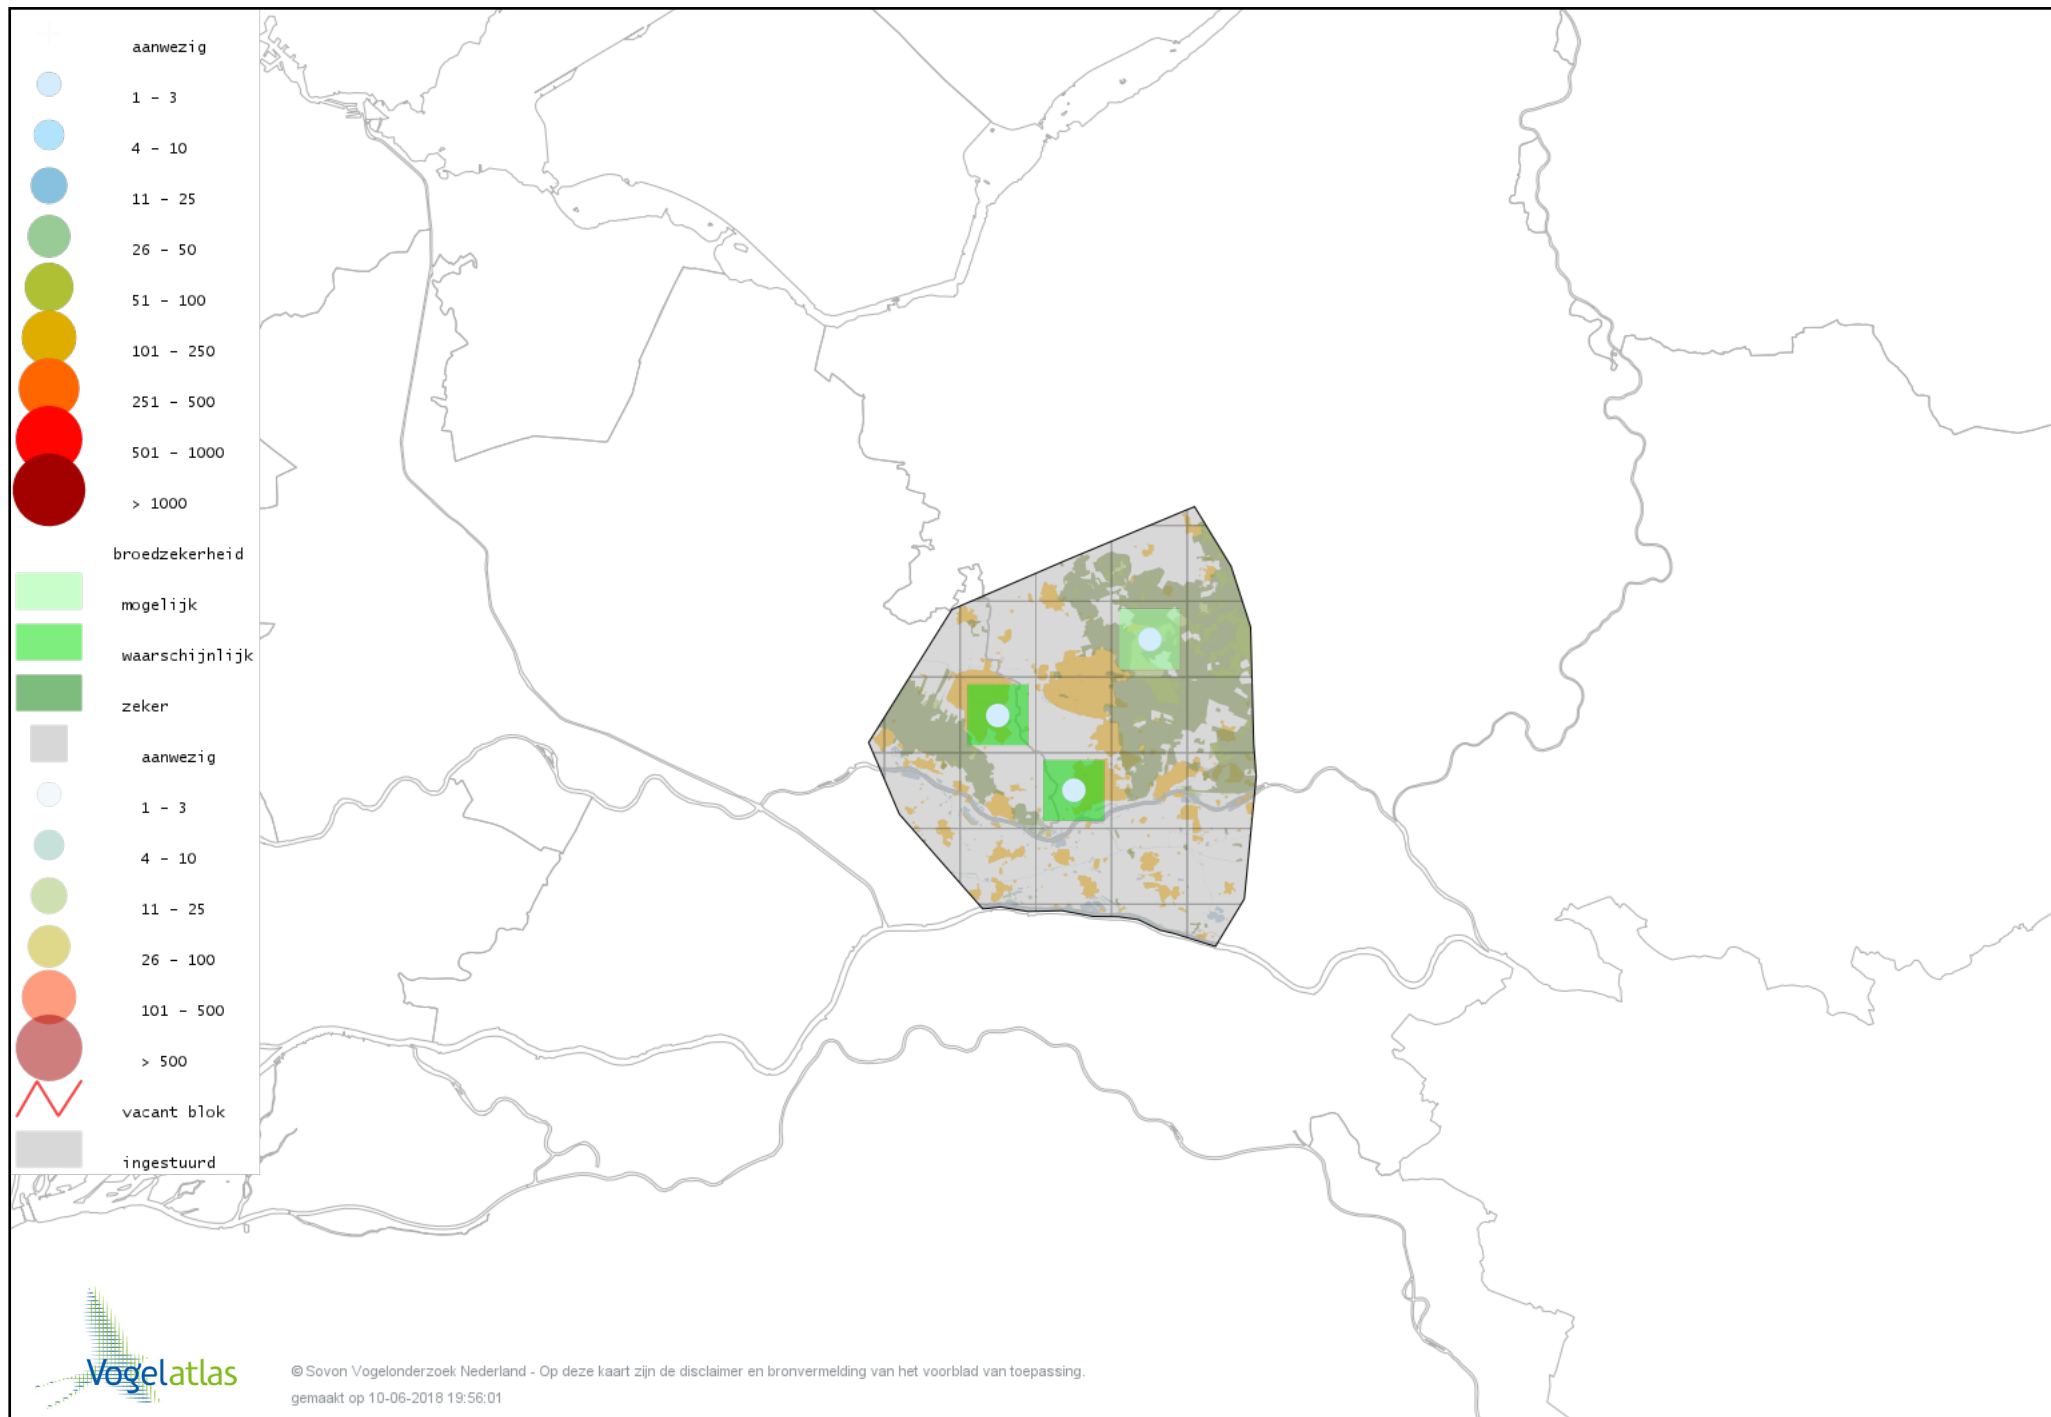 aanwezig
1 - 3
4 - 10
11 - 25
26 - 50
51 - 100
101 - 250
251 - 500
501 - 1000
> 1000
broedzekerheid
mogelijk
waarschijnlijk
zeker
aanwezig
1 - 3
4 - 10
11 - 25
26 - 100
101 - 500
> 500
vacant blok
ingestuurd
Vogelatlas
© Sovon Vogelonderzoek Nederland - Op deze kaart zijn de disclaimer en bronvermelding van het voorblad van toepassing.
gemaakt op 10-06-2018 19:56:01